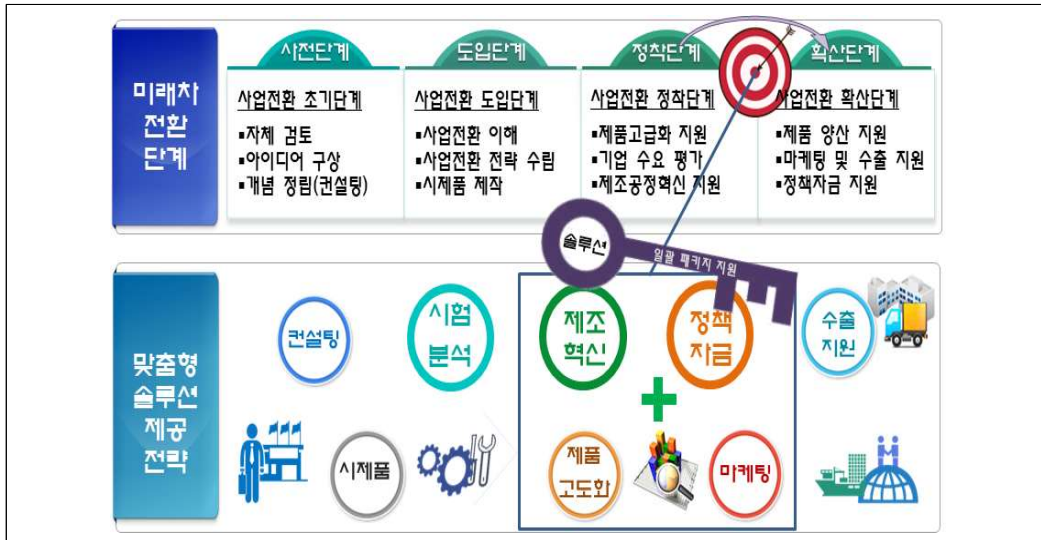 미래차
전환
단계
사전단계
사업전환 초기단계
▪자체 검토
▪아이디어 구상
▪개념 정립(컨설팅)
도입단계
사업전환 도입단계
▪사업전환 이해
▪사업전환 전략 수립
▪시제품 제작
정착단계
사업전환 정착단계
▪제품고급화 지원
▪기업 수요 평가
▪제조공정혁신 지원
확산단계
사업전환 확산단계
▪제품 양산 지원
▪마케팅 및 수출 지원
▪정책자금 지원
솔루션
일괄 패키지 지원
맞춤형
솔루션
제공
전략
컨설팅
시제품
시험
분석
제조
혁신
정책
자금
제품
고도화
마케팅
수출
지원